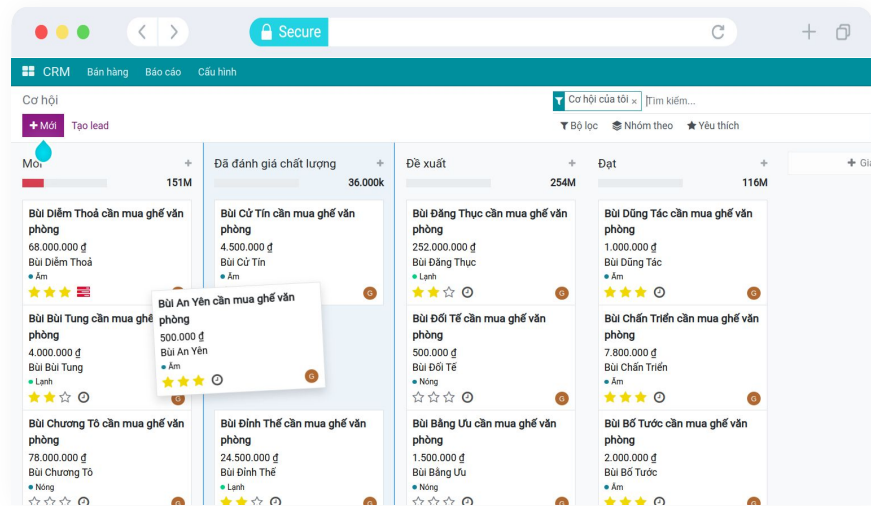 Secure
CRM Bán hàng Báo cáo Cấu hình
Cơ hội
Cơ hội của tôi × Tìm kiếm...
+ Mới Tạo lead
Bộ lọc Nhóm theo Yêu thích
Mới +
151M
Bùi Diễm Thoả cần mua ghế văn
phòng
68.000.000 ₫
Bùi Diễm Thoả
Ấm
G
Bùi Bùi Tung cần mua ghế
phòng
4.000.000 ₫
Bùi Bùi Tung
Lạnh
G
Bùi Chương Tô cần mua ghế văn
phòng
78.000.000 ₫
Bùi Chương Tô
Nóng
G
Đã đánh giá chất lượng +
36.000k
Bùi Cử Tín cần mua ghế văn
phòng
4.500.000 ₫
Bùi Cử Tín
Ấm
G
Bùi An Yên cần mua ghế văn
phòng
500.000 ₫
Bùi An Yên
Ấm
G
Bùi Đỉnh Thế cần mua ghế văn
phòng
24.500.000 ₫
Bùi Đỉnh Thế
Lạnh
G
Đề xuất +
254M
Bùi Đăng Thục cần mua ghế văn
phòng
252.000.000 ₫
Bùi Đăng Thục
Lạnh
G
Bùi Đối Tế cần mua ghế văn
phòng
500.000 ₫
Bùi Đối Tế
Nóng
G
Bùi Bằng Ưu cần mua ghế văn
phòng
1.500.000 ₫
Bùi Bằng Ưu
Nóng
G
Đạt +
116M
Bùi Dũng Tác cần mua ghế văn
phòng
1.000.000 ₫
Bùi Dũng Tác
Ấm
G
Bùi Chấn Triển cần mua ghế văn
phòng
7.800.000 ₫
Bùi Chấn Triển
Ấm
G
Bùi Bố Tước cần mua ghế văn
phòng
2.000.000 ₫
Bùi Bố Tước
Ấm
G